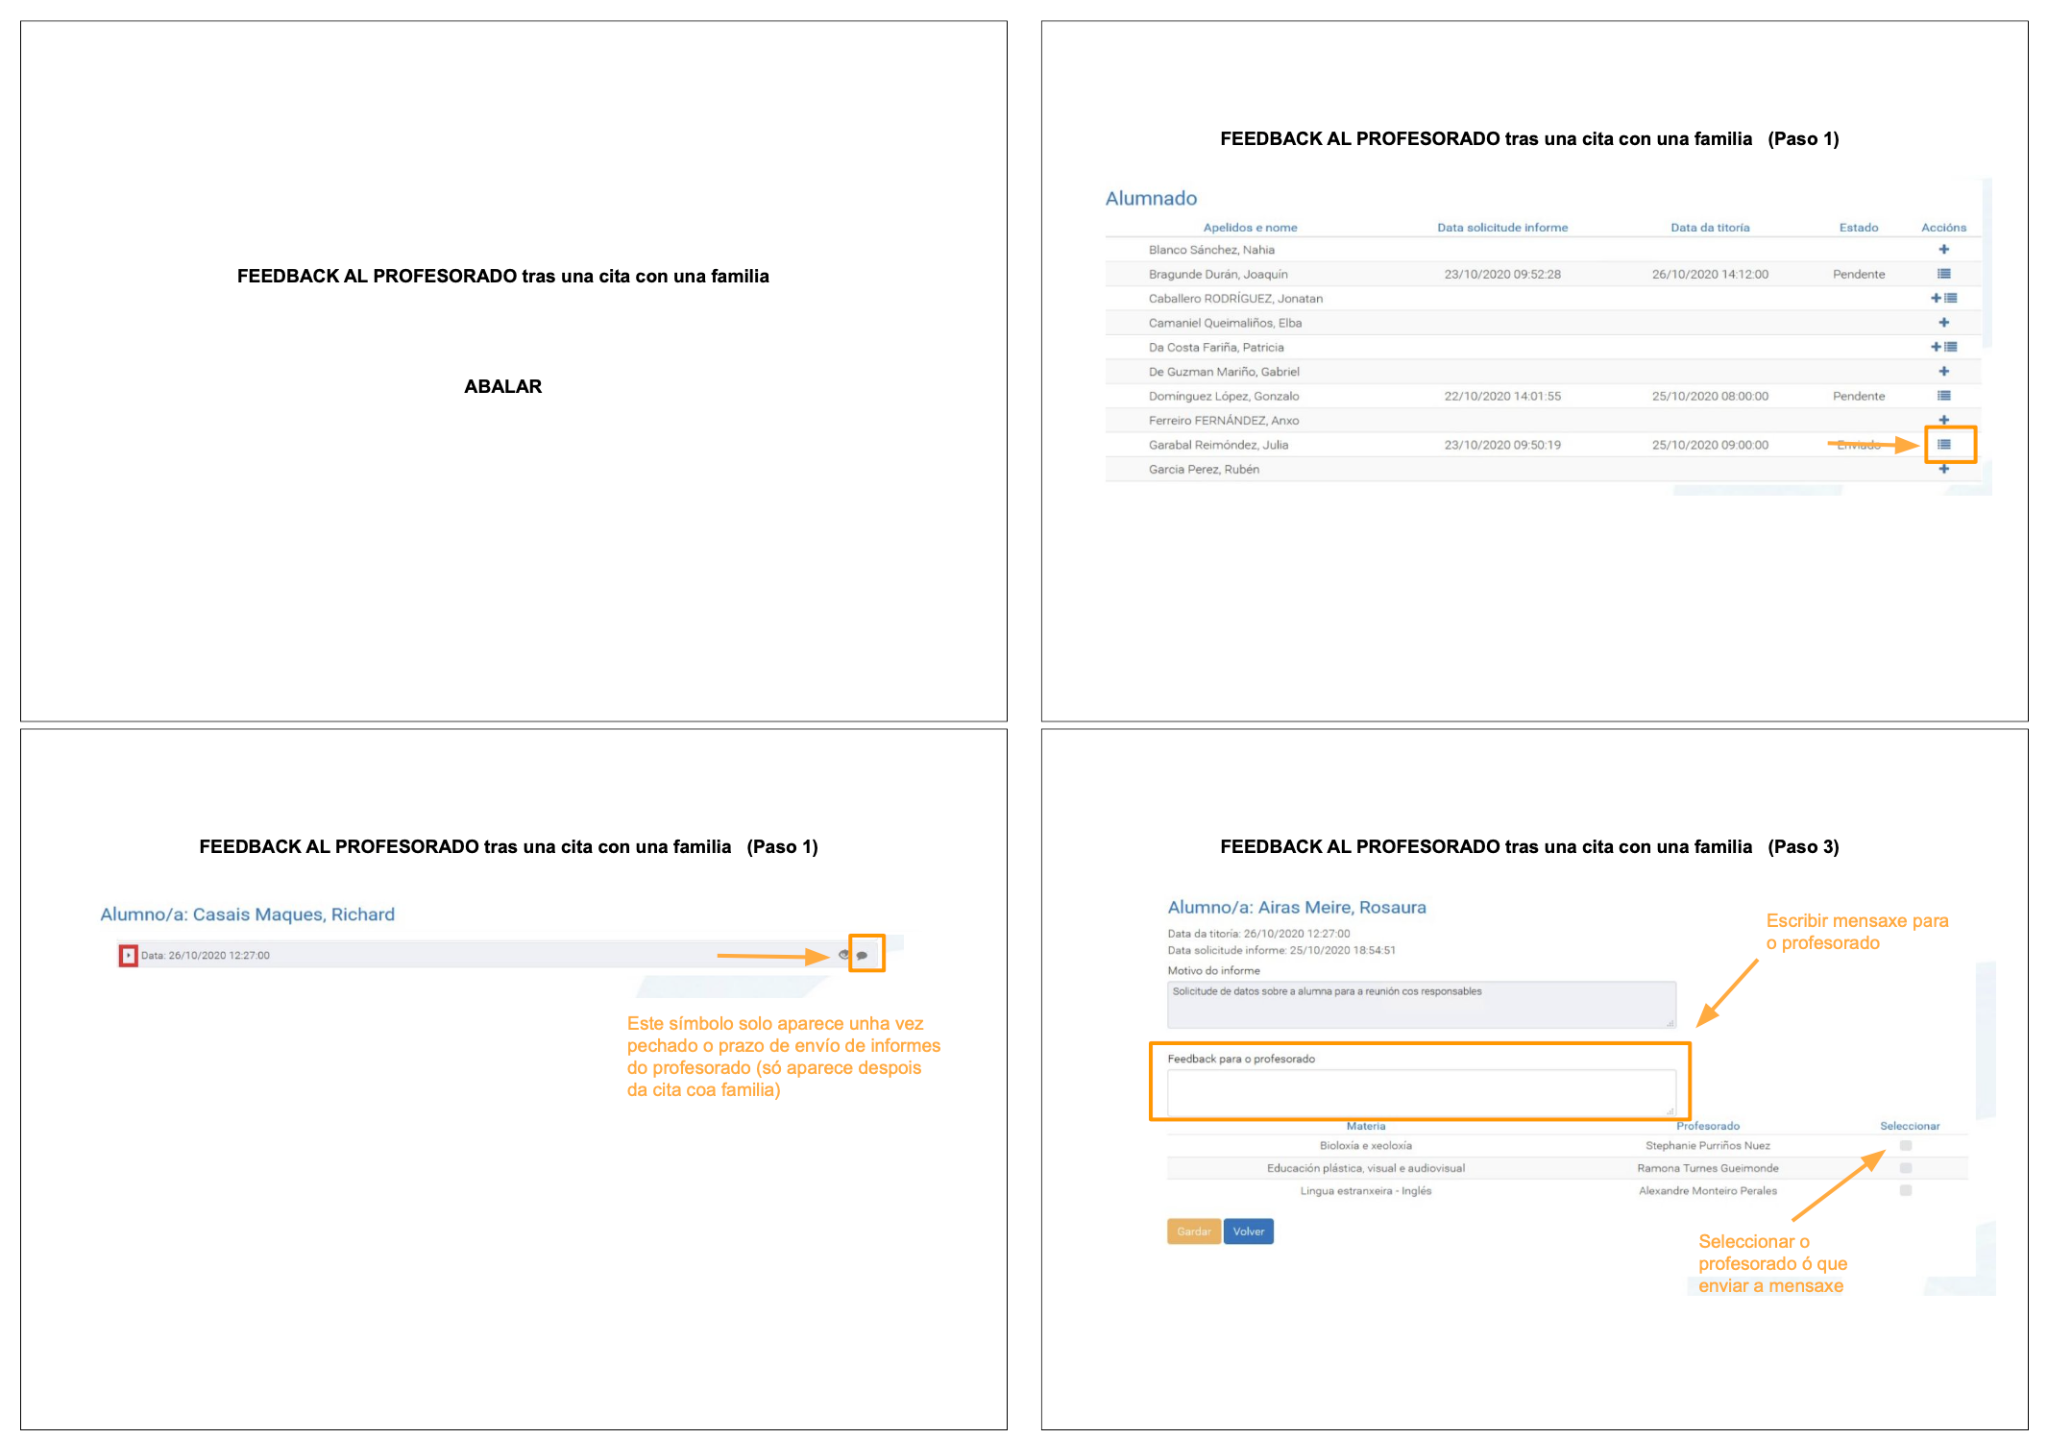 FEEDBACK AL PROFESORADO tras una cita con una familia
ABALAR
FEEDBACK AL PROFESORADO tras una cita con una familia (Paso 1)
Alumnado
Apelidos e nome Data solicitude informe Data da titoría Estado Accións
Blanco Sánchez, Nahia
Bragunde Durán, Joaquín 23/10/2020 09:52:28 26/10/2020 14:12:00 Pendente
Caballero RODRÍGUEZ, Jonatan
Camaniel Queimaliños, Elba
Da Costa Fariña, Patricia
De Guzman Mariño, Gabriel
Domínguez López, Gonzalo 22/10/2020 14:01:55 25/10/2020 08:00:00 Pendente
Ferreiro FERNÁNDEZ, Anxo
Garabal Reimóndez, Julia 23/10/2020 09:50:19 25/10/2020 09:00:00 Enviado
Garcia Perez, Rubén
FEEDBACK AL PROFESORADO tras una cita con una familia (Paso 1)
Alumno/a: Casais Maques, Richard
Data: 26/10/2020 12:27:00
Este símbolo solo aparece unha vez
pechado o prazo de envío de informes
do profesorado (só aparece despois
da cita coa familia)
FEEDBACK AL PROFESORADO tras una cita con una familia (Paso 3)
Alumno/a: Airas Meire, Rosaura
Data da titoría: 26/10/2020 12:27:00
Data solicitude informe: 25/10/2020 18:54:51
Motivo do informe
Solicitude de datos sobre a alumna para a reunión cos responsables
Escribir mensaxe para
o profesorado
Feedback para o profesorado
Materia Profesorado Seleccionar
Bioloxía e xeoloxía Stephanie Purriños Nuez
Educación plástica, visual e audiovisual Ramona Turnes Gueimonde
Lingua estranxeira - Inglés Alexandre Monteiro Perales
Gardar Volver
Seleccionar o
profesorado ó que
enviar a mensaxe